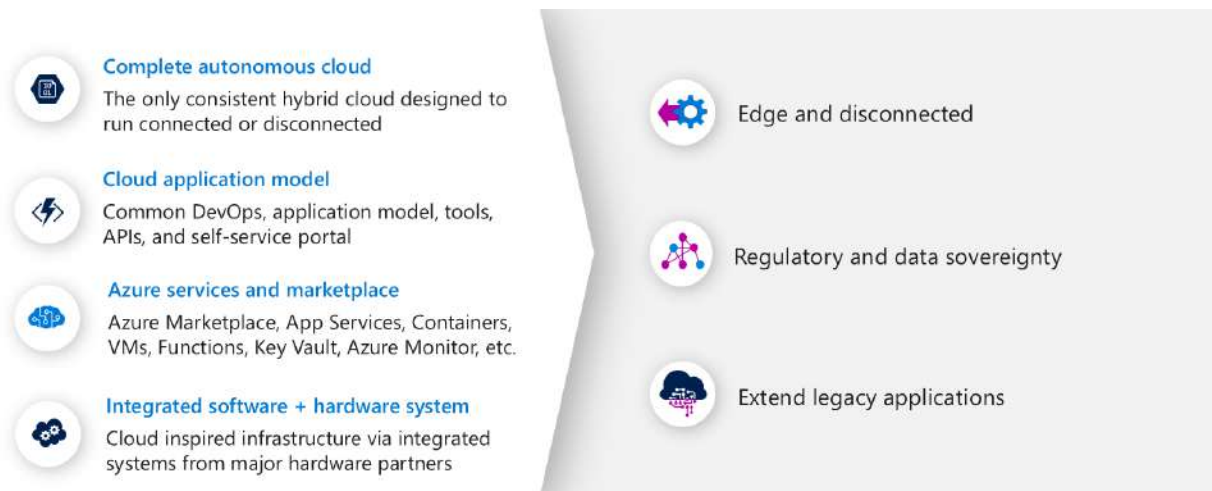 Complete autonomous cloud
The only consistent hybrid cloud designed to
run connected or disconnected
Cloud application model
Common DevOps, application model, tools,
APIs, and self-service portal
Azure services and marketplace
Azure Marketplace, App Services, Containers,
VMs, Functions, Key Vault, Azure Monitor, etc.
Integrated software + hardware system
Cloud inspired infrastructure via integrated
systems from major hardware partners
Edge and disconnected
Regulatory and data sovereignty
Extend legacy applications